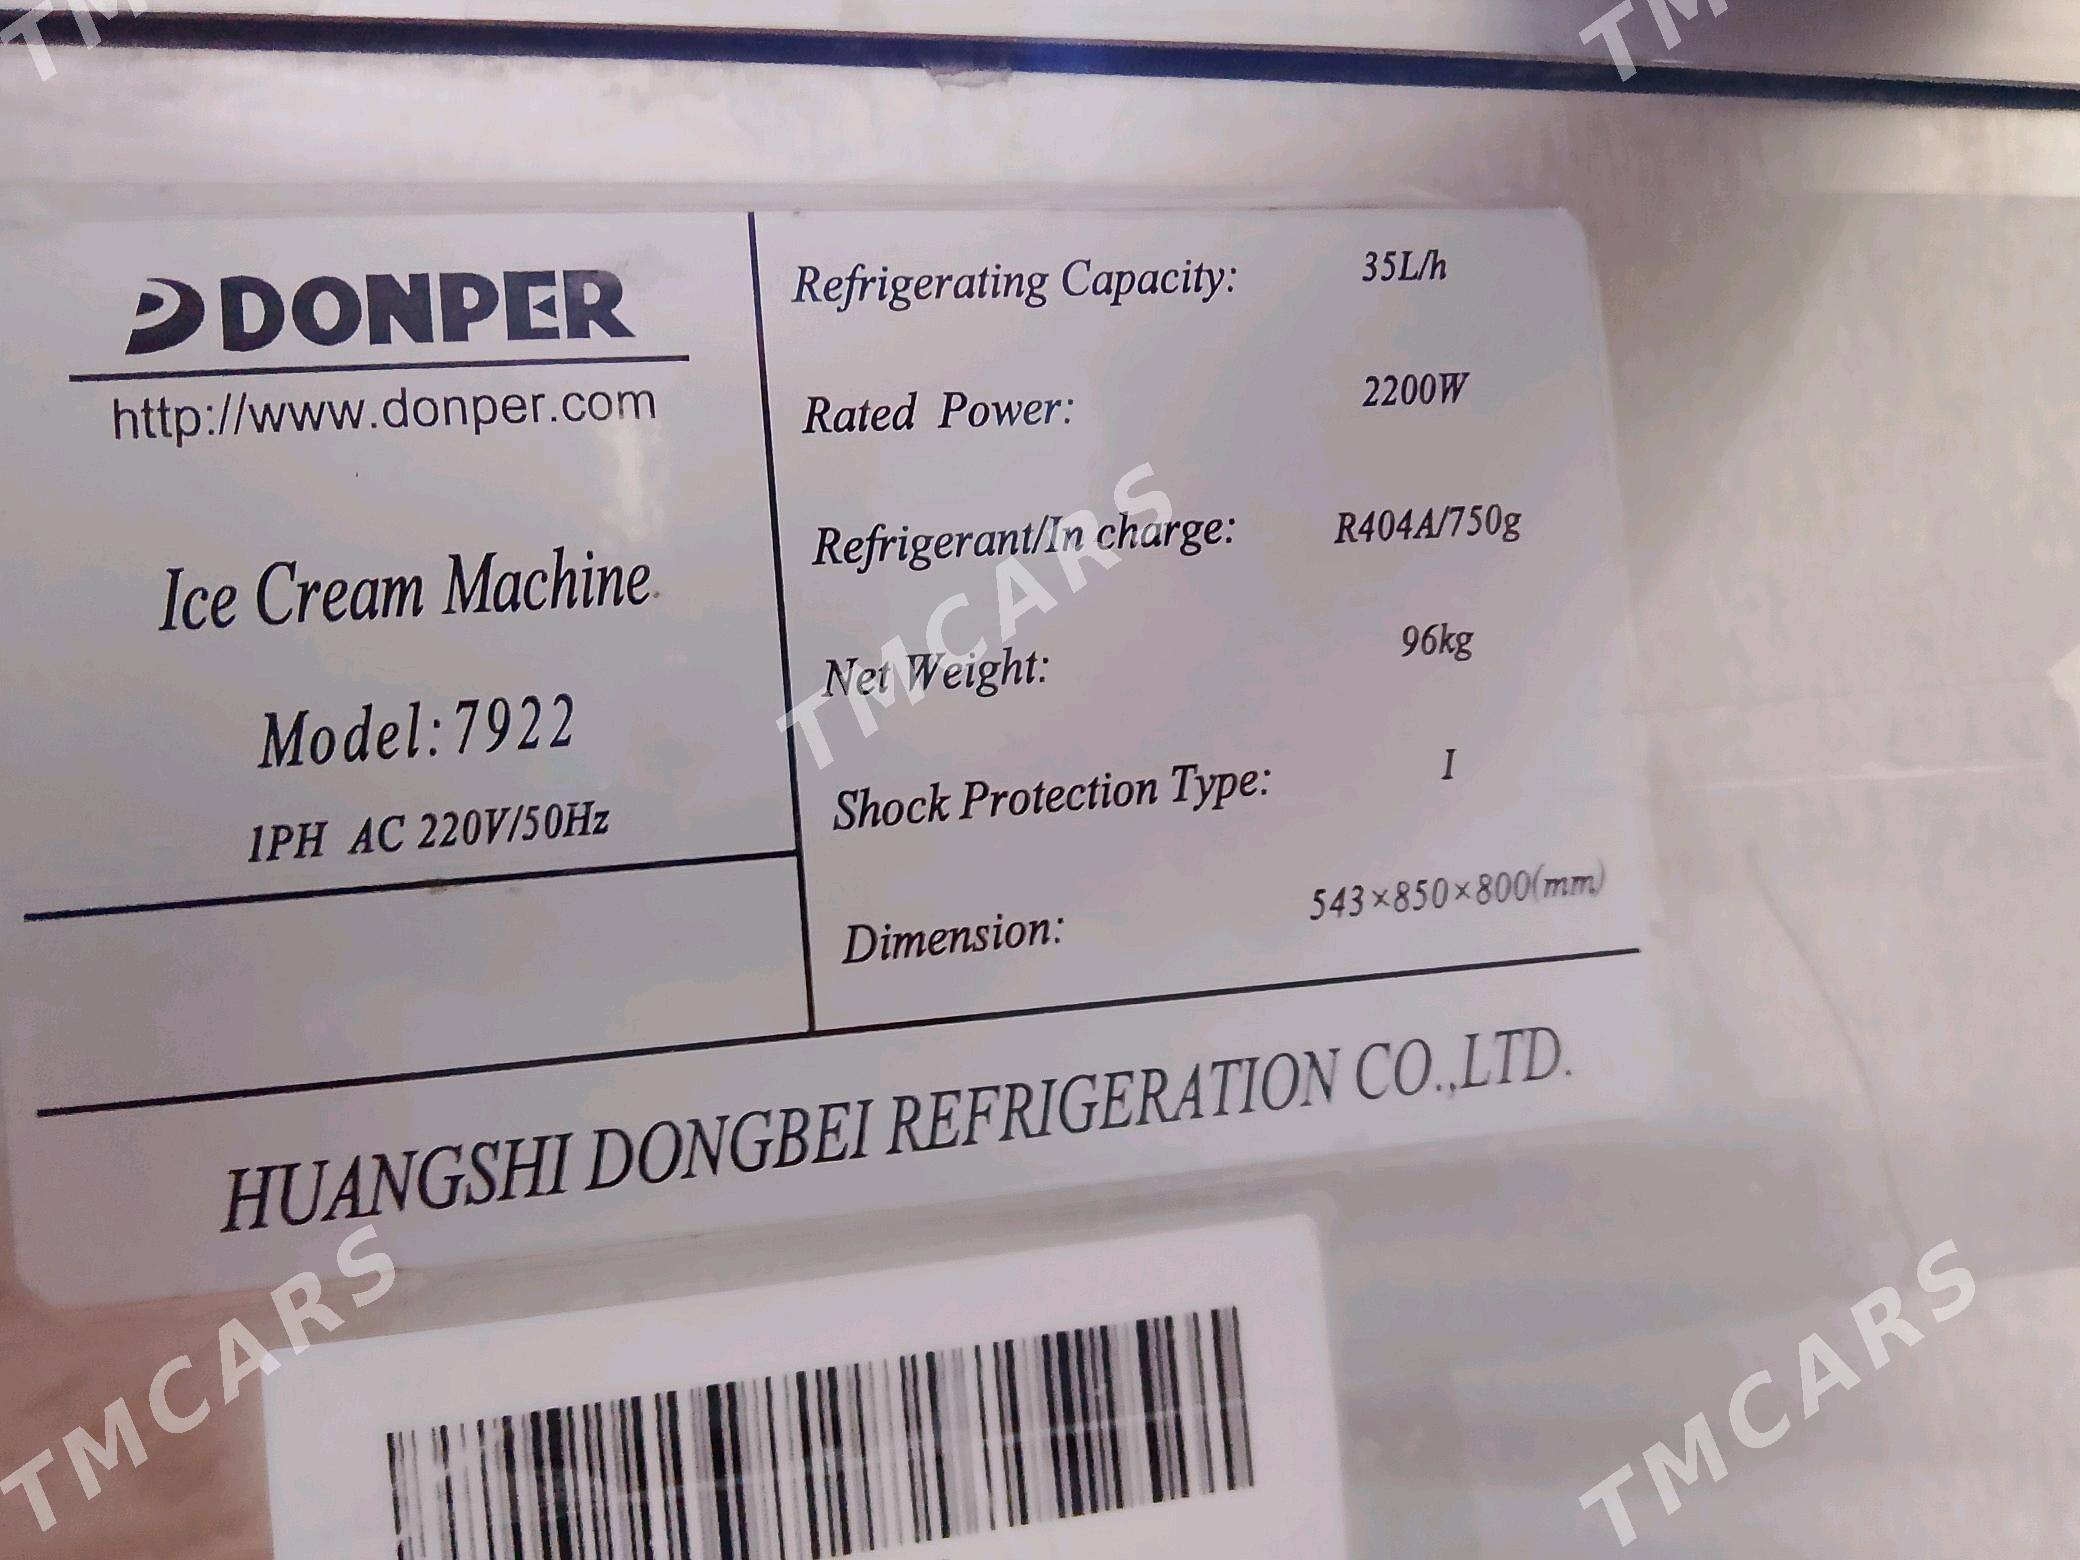 DONPER
http://www.donper.com
Ice Cream Machine
Model:7922
1PH AC 220V/50Hz
Refrigerating Capacity: 35L/h
Rated Power: 2200W
Refrigerant/In charge: R404A/750g
Net Weight: 96kg
Shock Protection Type: I
Dimension: 543×850×800(mm)
HUANGSHI DONGBEI REFRIGERATION CO.,LTD.
TMCARS
TMCARS
TMCARS